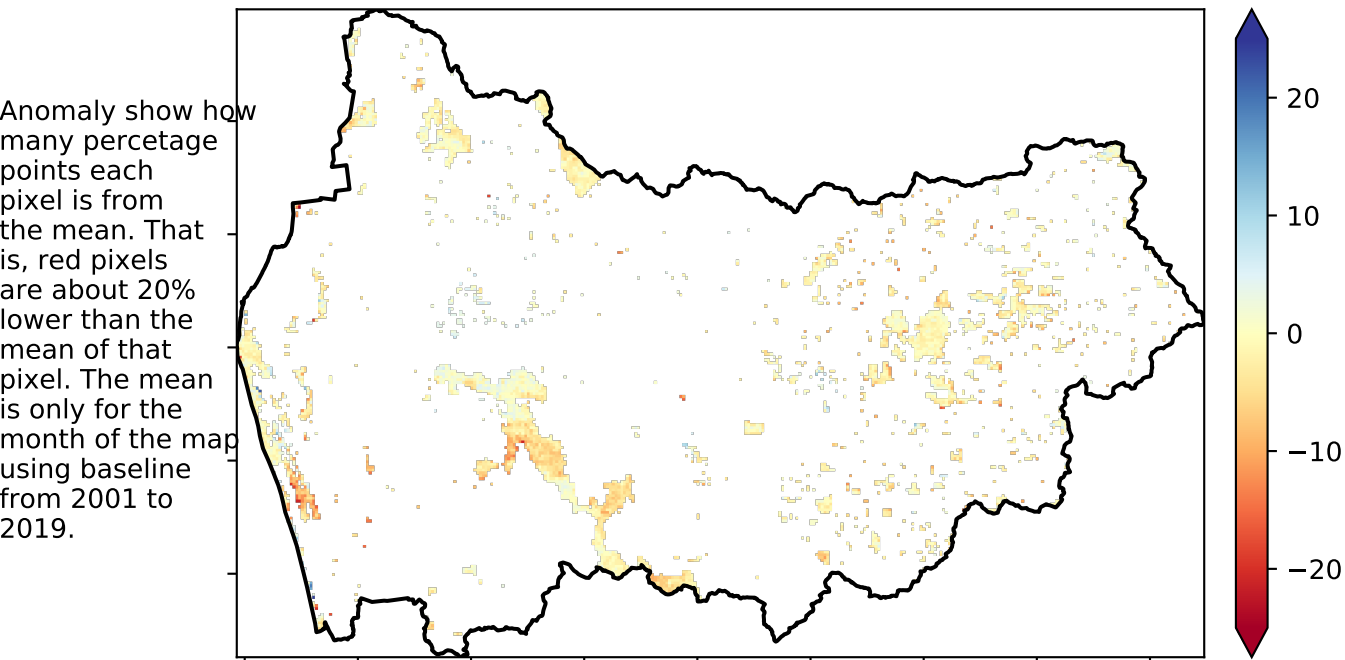 Anomaly show how
many percetage
points each
pixel is from
the mean. That
is, red pixels
are about 20%
lower than the
mean of that
pixel. The mean
is only for the
month of the map
using baseline
from 2001 to
2019.
20
10
0
−10
−20